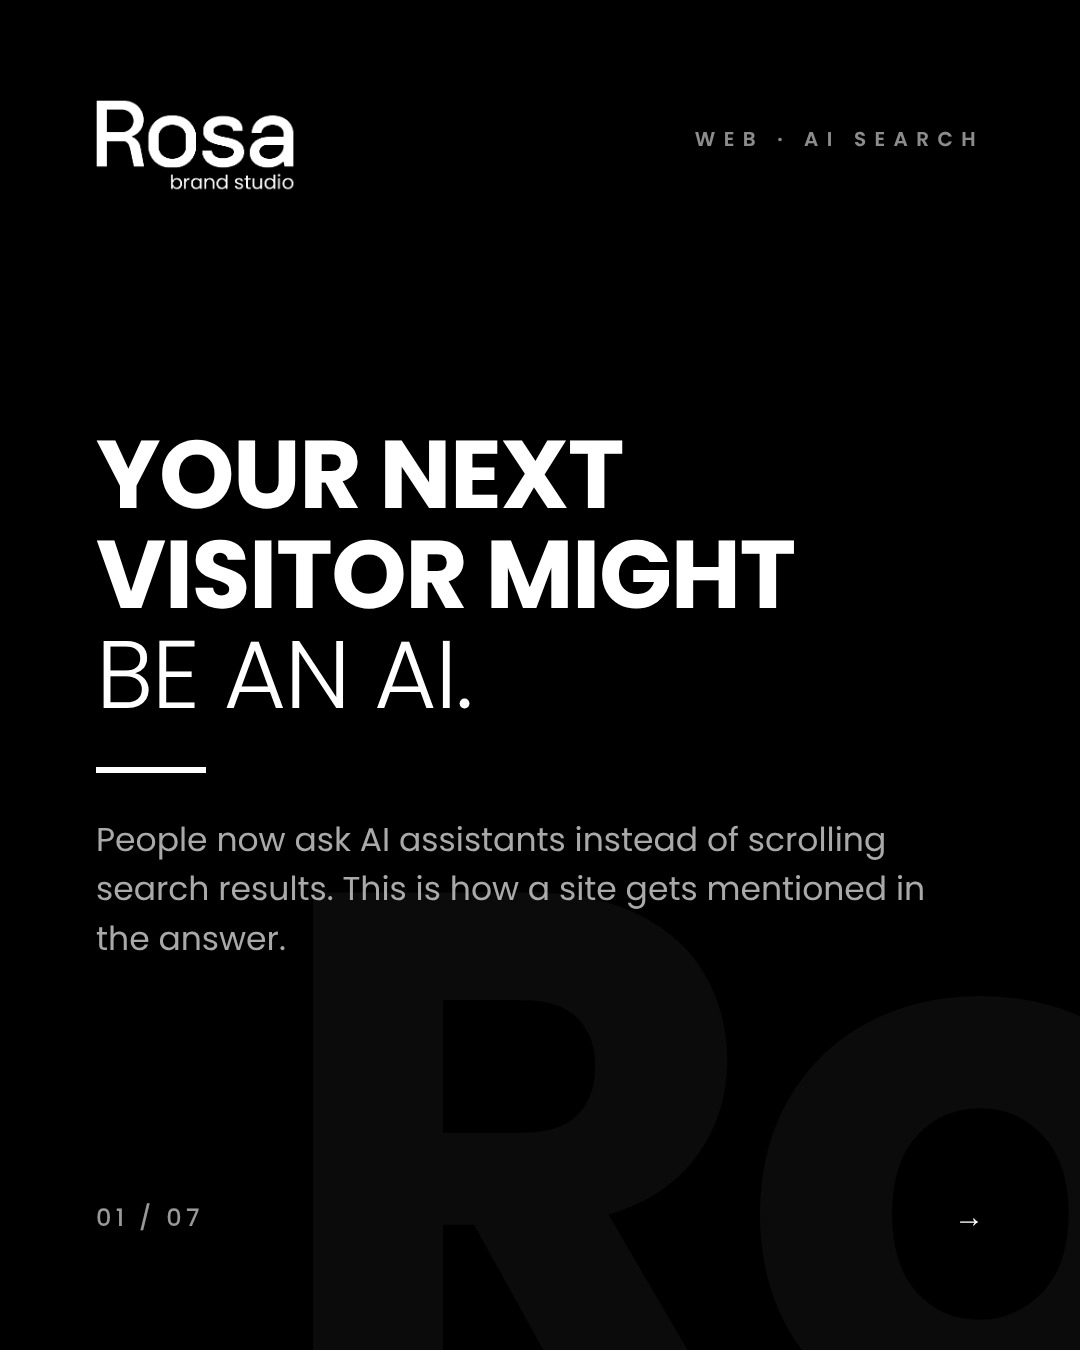 Rosa
brand studio
WEB · AI SEARCH
YOUR NEXT
VISITOR MIGHT
BE AN AI.
People now ask AI assistants instead of scrolling
search results. This is how a site gets mentioned in
the answer.
Ro
01 / 07
→